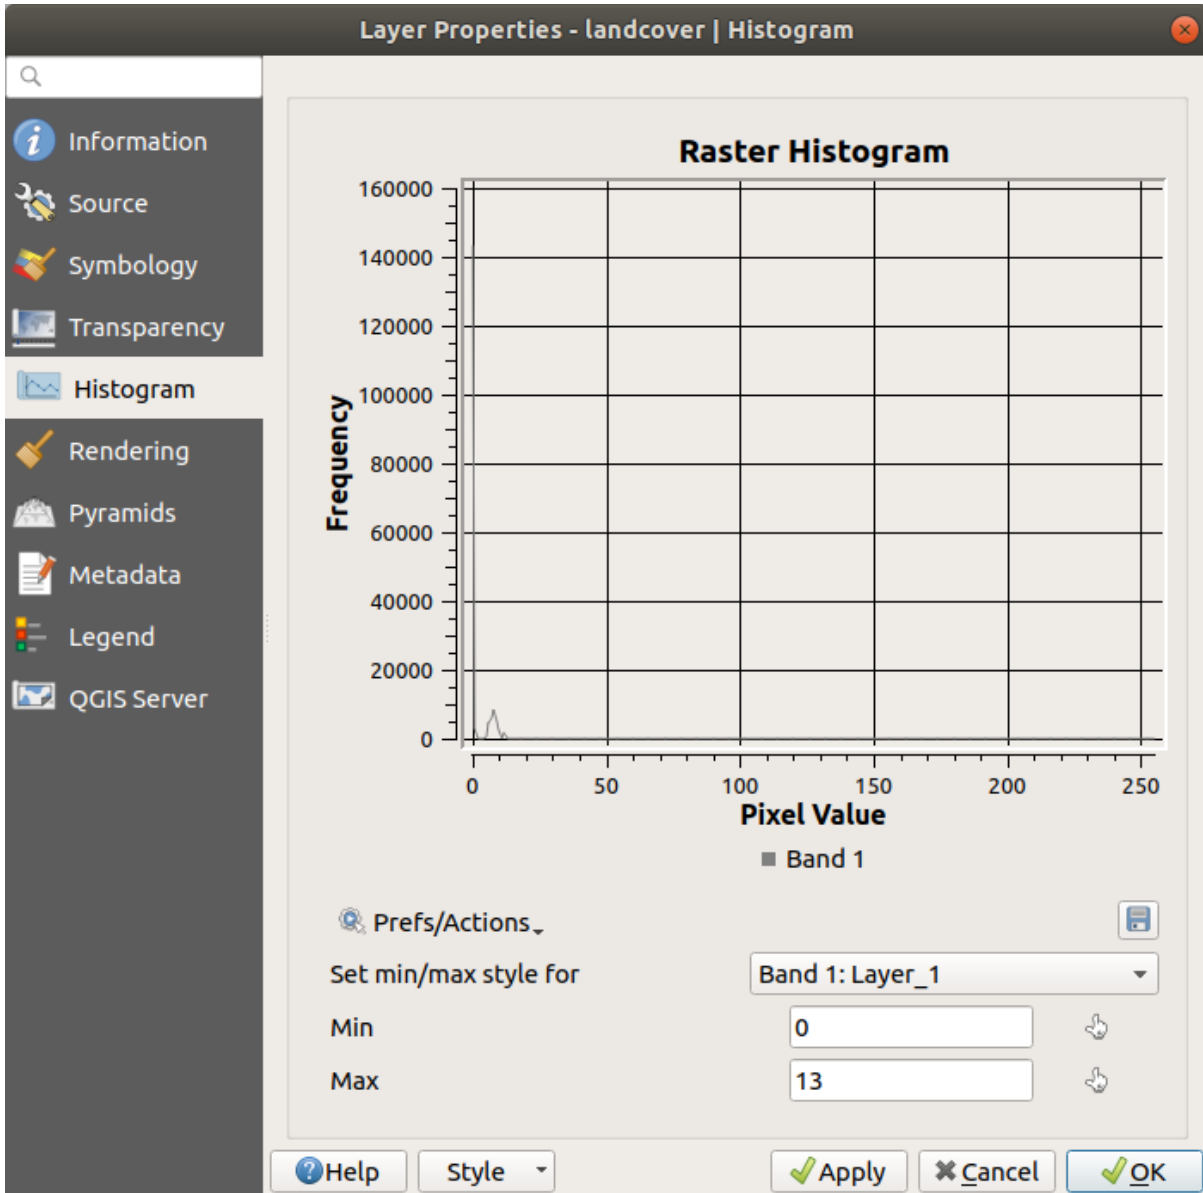 Layer Properties - landcover | Histogram
Information
Source
Symbology
Transparency
Histogram
Rendering
Pyramids
Metadata
Legend
QGIS Server
Raster Histogram
160000
140000
120000
100000
80000
60000
40000
20000
0
Frequency
0 50 100 150 200 250
Pixel Value
Band 1
Prefs/Actions
Set min/max style for Band 1: Layer_1
Min 0
Max 13
Help Style Apply Cancel OK